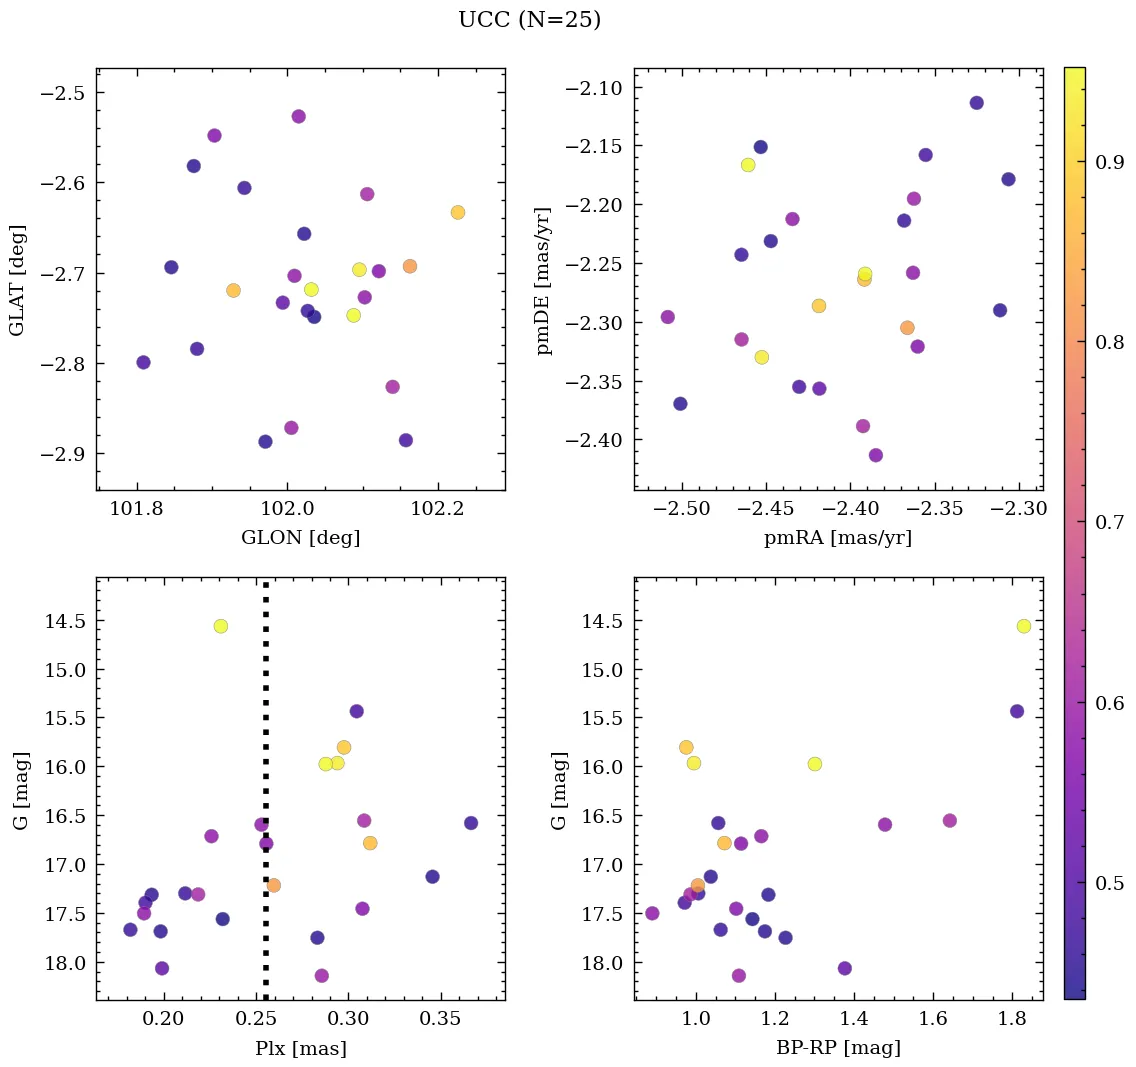 UCC (N=25)
−2.5
−2.6
−2.7
−2.8
−2.9
GLAT [deg]
101.8 102.0 102.2
GLON [deg]
−2.10
−2.15
−2.20
−2.25
−2.30
−2.35
−2.40
pmDE [mas/yr]
−2.50 −2.45 −2.40 −2.35 −2.30
pmRA [mas/yr]
0.9
0.8
0.7
0.6
0.5
14.5
15.0
15.5
16.0
16.5
17.0
17.5
18.0
G [mag]
0.20 0.25 0.30 0.35
Plx [mas]
14.5
15.0
15.5
16.0
16.5
17.0
17.5
18.0
G [mag]
1.0 1.2 1.4 1.6 1.8
BP-RP [mag]